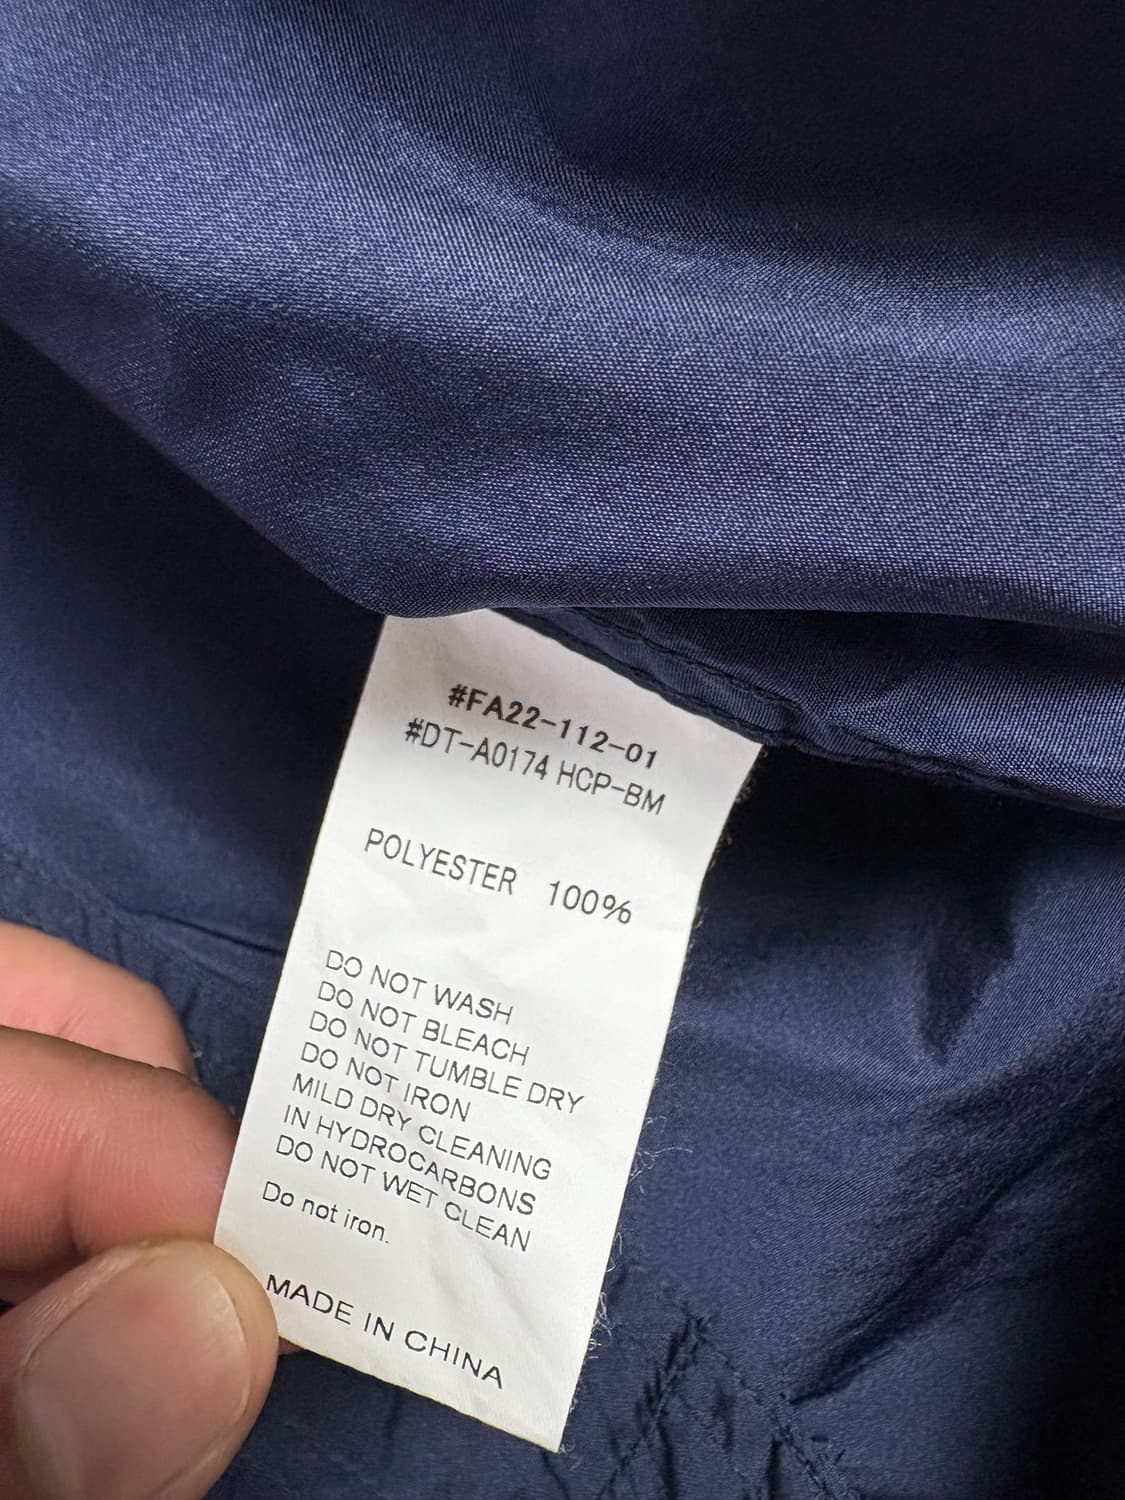 #FA22-112-01
#DT-A0174 HCP-BM
POLYESTER 100%
DO NOT WASH
DO NOT BLEACH
DO NOT TUMBLE DRY
DO NOT IRON
MILD DRY CLEANING
IN HYDROCARBONS
DO NOT WET CLEAN
Do not iron.
MADE IN CHINA